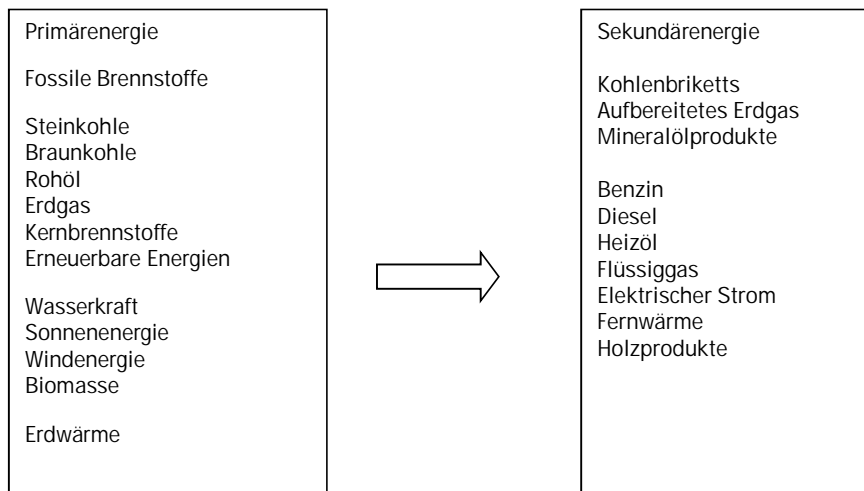 Primärenergie
Fossile Brennstoffe
Steinkohle
Braunkohle
Rohöl
Erdgas
Kernbrennstoffe
Erneuerbare Energien
Wasserkraft
Sonnenenergie
Windenergie
Biomasse
Erdwärme
Sekundärenergie
Kohlenbriketts
Aufbereitetes Erdgas
Mineralölprodukte
Benzin
Diesel
Heizöl
Flüssiggas
Elektrischer Strom
Fernwärme
Holzprodukte